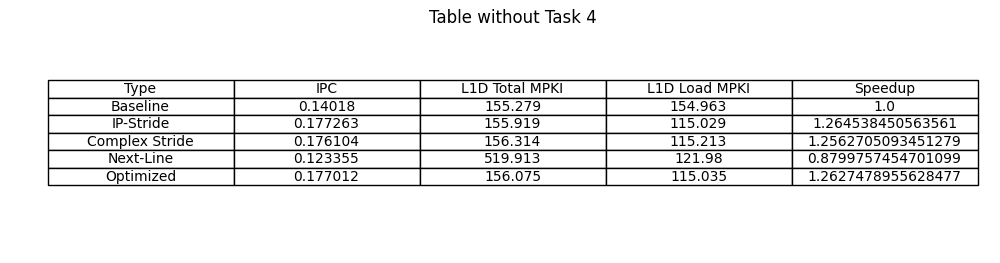 Table without Task 4
Type IPC L1D Total MPKI L1D Load MPKI Speedup
Baseline 0.14018 155.279 154.963 1.0
IP-Stride 0.177263 155.919 115.029 1.264538450563561
Complex Stride 0.176104 156.314 115.213 1.2562705093451279
Next-Line 0.123355 519.913 121.98 0.8799757454701099
Optimized 0.177012 156.075 115.035 1.2627478955628477